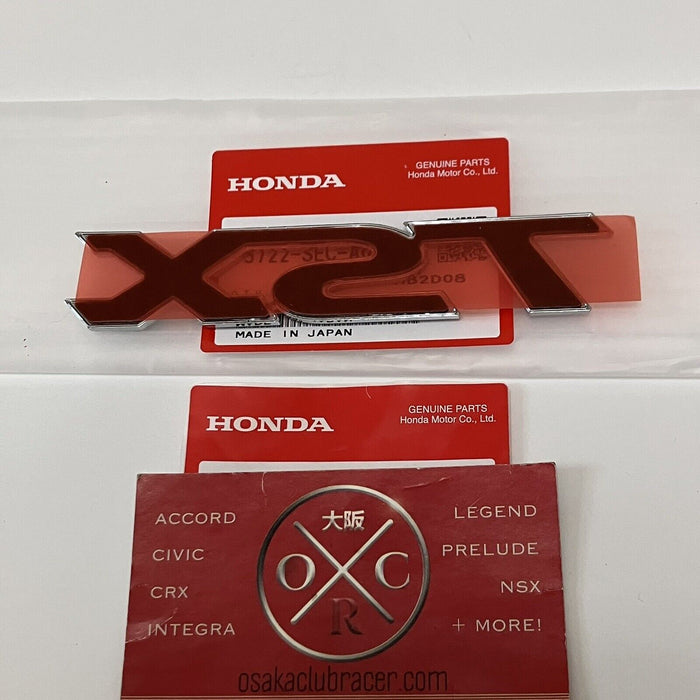 HONDA
GENUINE PARTS
Honda Motor Co., Ltd.
TSX
MADE IN JAPAN
HONDA
GENUINE PARTS
Honda Motor Co., Ltd.
ACCORD
CIVIC
CRX
INTEGRA
大阪
O C
R
LEGEND
PRELUDE
NSX
+ MORE!
osakaclubracer.com